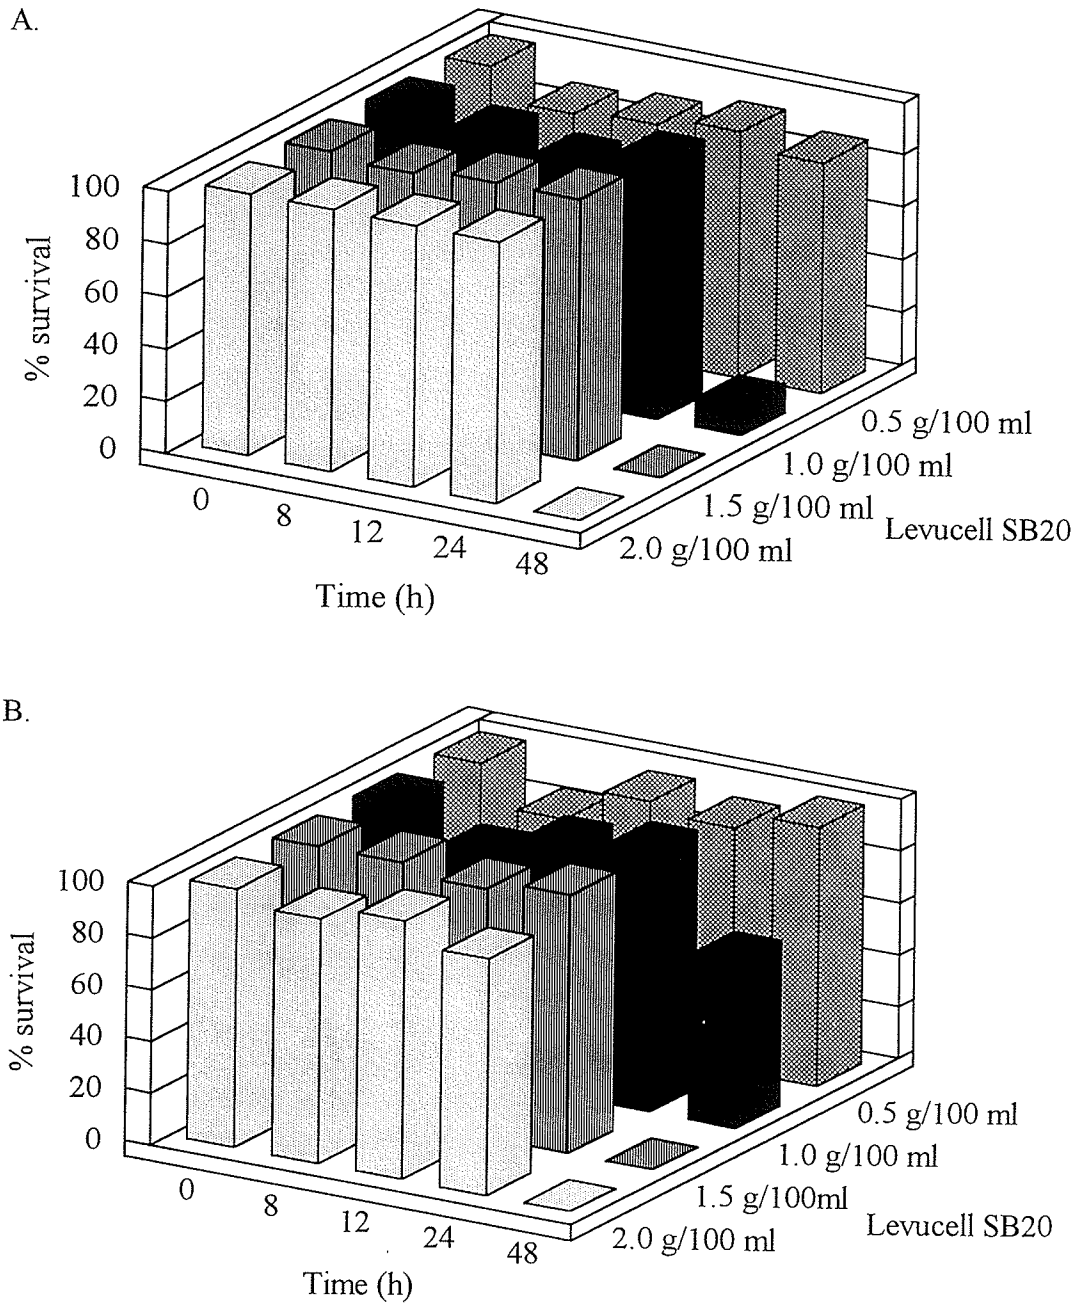 A.
100
80
60
40
20
0
% survival
0
8
12
24
48
Time (h)
0.5 g/100 ml
1.0 g/100 ml
1.5 g/100 ml
2.0 g/100 ml
Levucell SB20
B.
100
80
60
40
20
0
% survival
0
8
12
24
48
Time (h)
0.5 g/100 ml
1.0 g/100 ml
1.5 g/100ml
2.0 g/100 ml
Levucell SB20